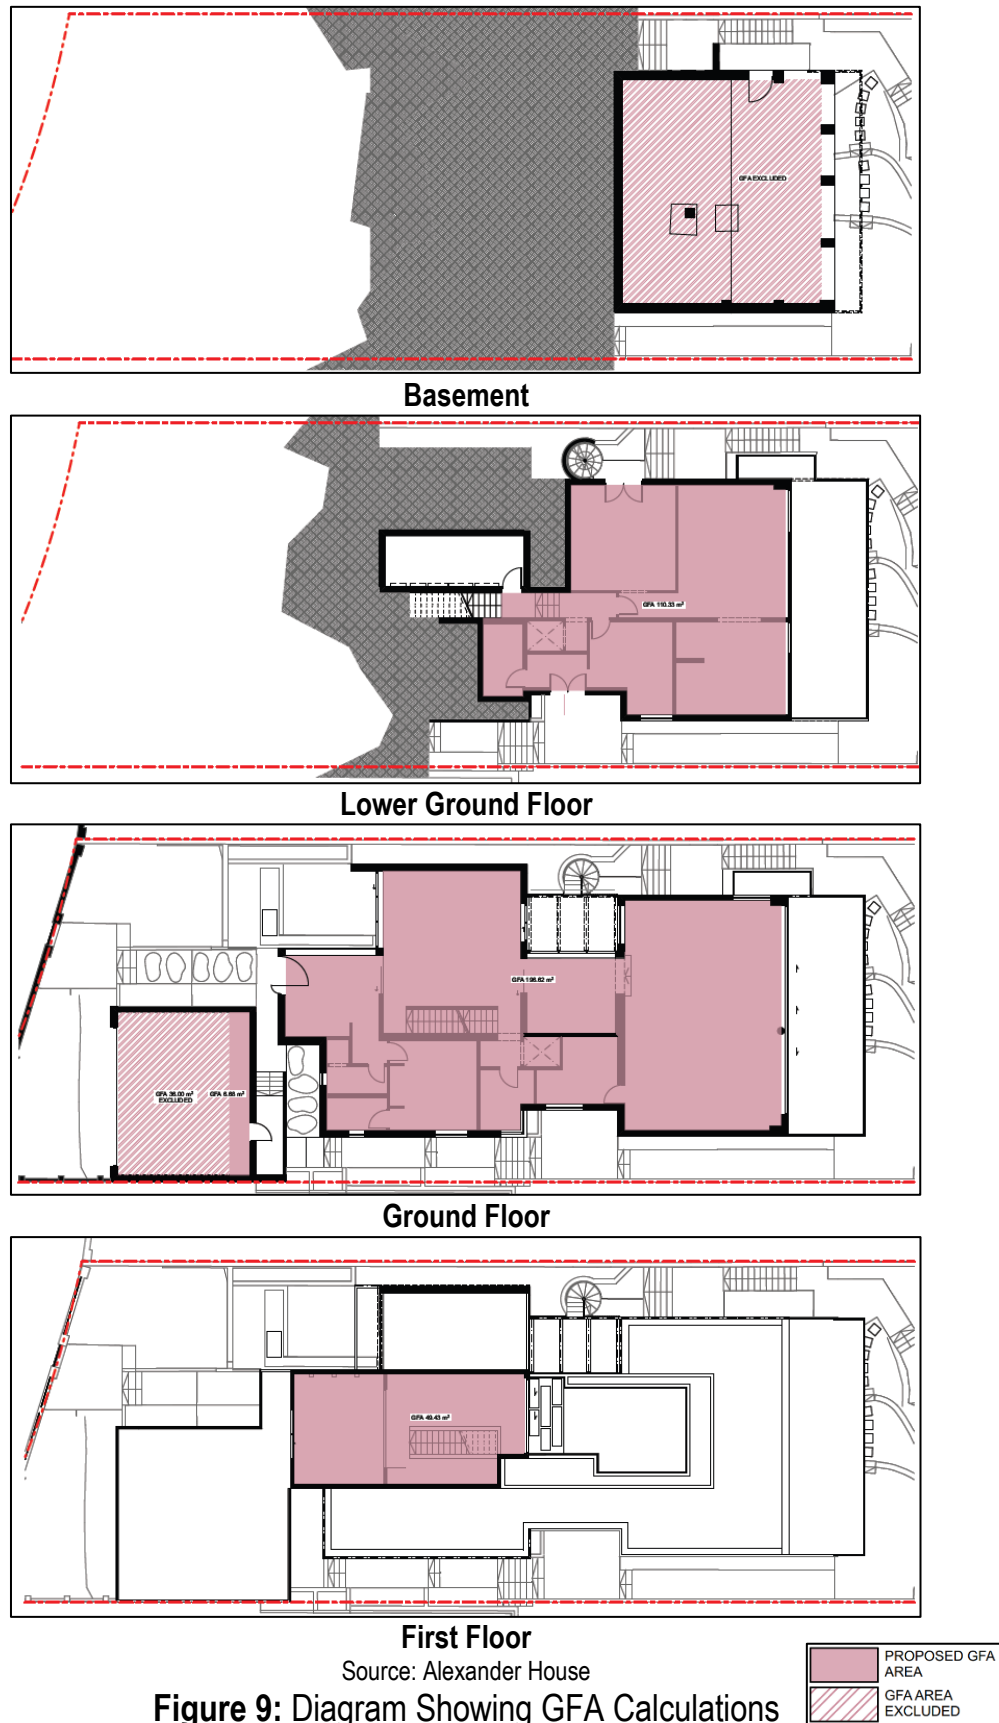 GFA EXCLUDED
Basement
GFA 110.33 m²
Lower Ground Floor
GFA 198.62 m²
GFA 36.00 m²
EXCLUDED
GFA 6.68 m²
Ground Floor
GFA 49.43 m²
First Floor
Source: Alexander House
Figure 9: Diagram Showing GFA Calculations
PROPOSED GFA
AREA
GFA AREA
EXCLUDED